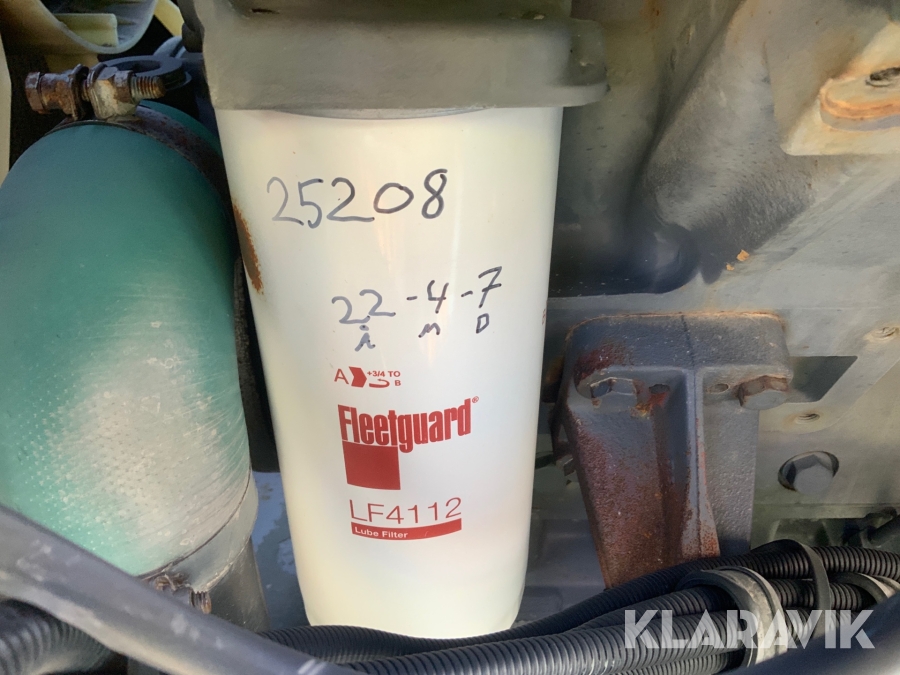 25208
22-4-7
Å M D
A +3/4 TO B
Fleetguard®
LF4112
Lube Filter
KLARAVIK